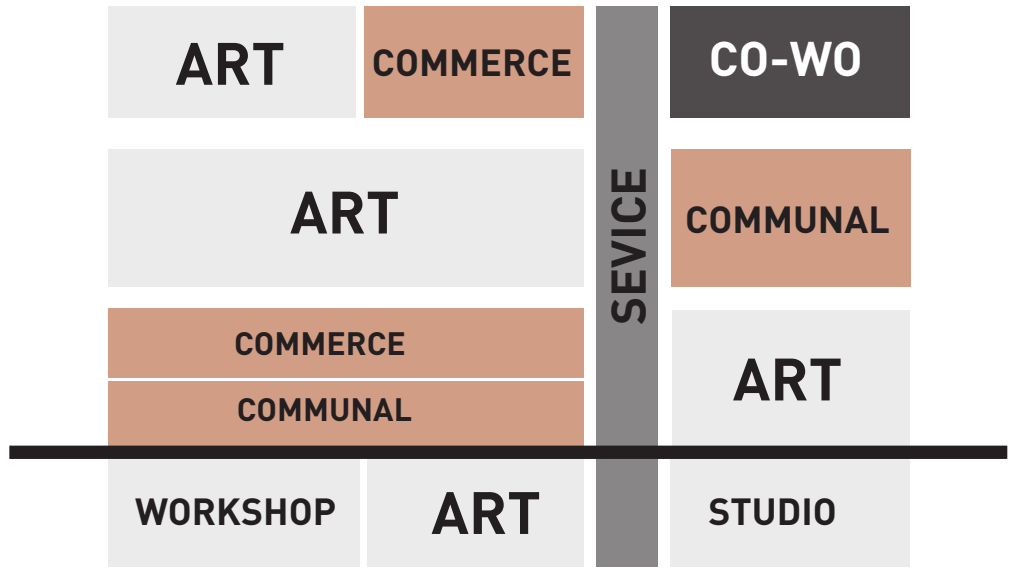 ART
COMMERCE
CO-WO
ART
SEVICE
COMMUNAL
COMMERCE
COMMUNAL
ART
WORKSHOP
ART
STUDIO